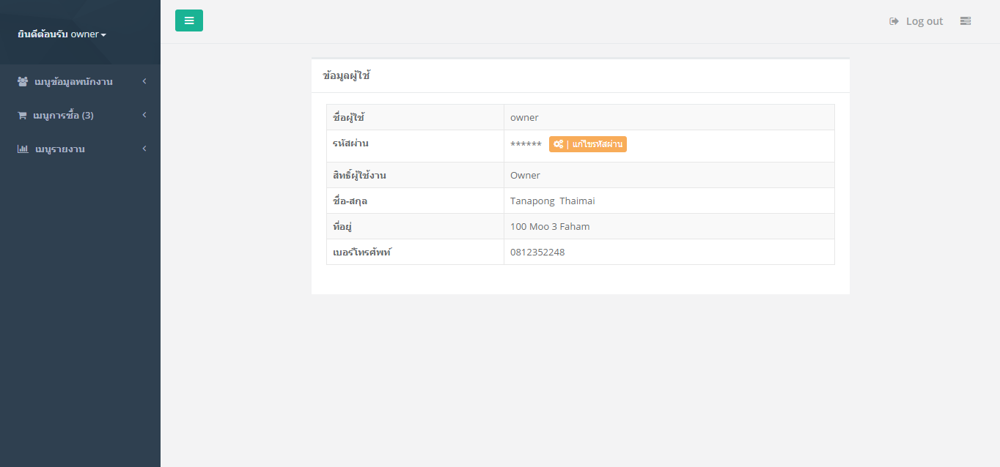 ยินดีต้อนรับ owner
Log out
เมนูข้อมูลพนักงาน
เมนูการซื้อ (3)
เมนูรายงาน
ข้อมูลผู้ใช้
ชื่อผู้ใช้ owner
รหัสผ่าน ****** | แก้ไขรหัสผ่าน
สิทธิ์ผู้ใช้งาน Owner
ชื่อ-สกุล Tanapong Thaimai
ที่อยู่ 100 Moo 3 Faham
เบอร์โทรศัพท์ 0812352248